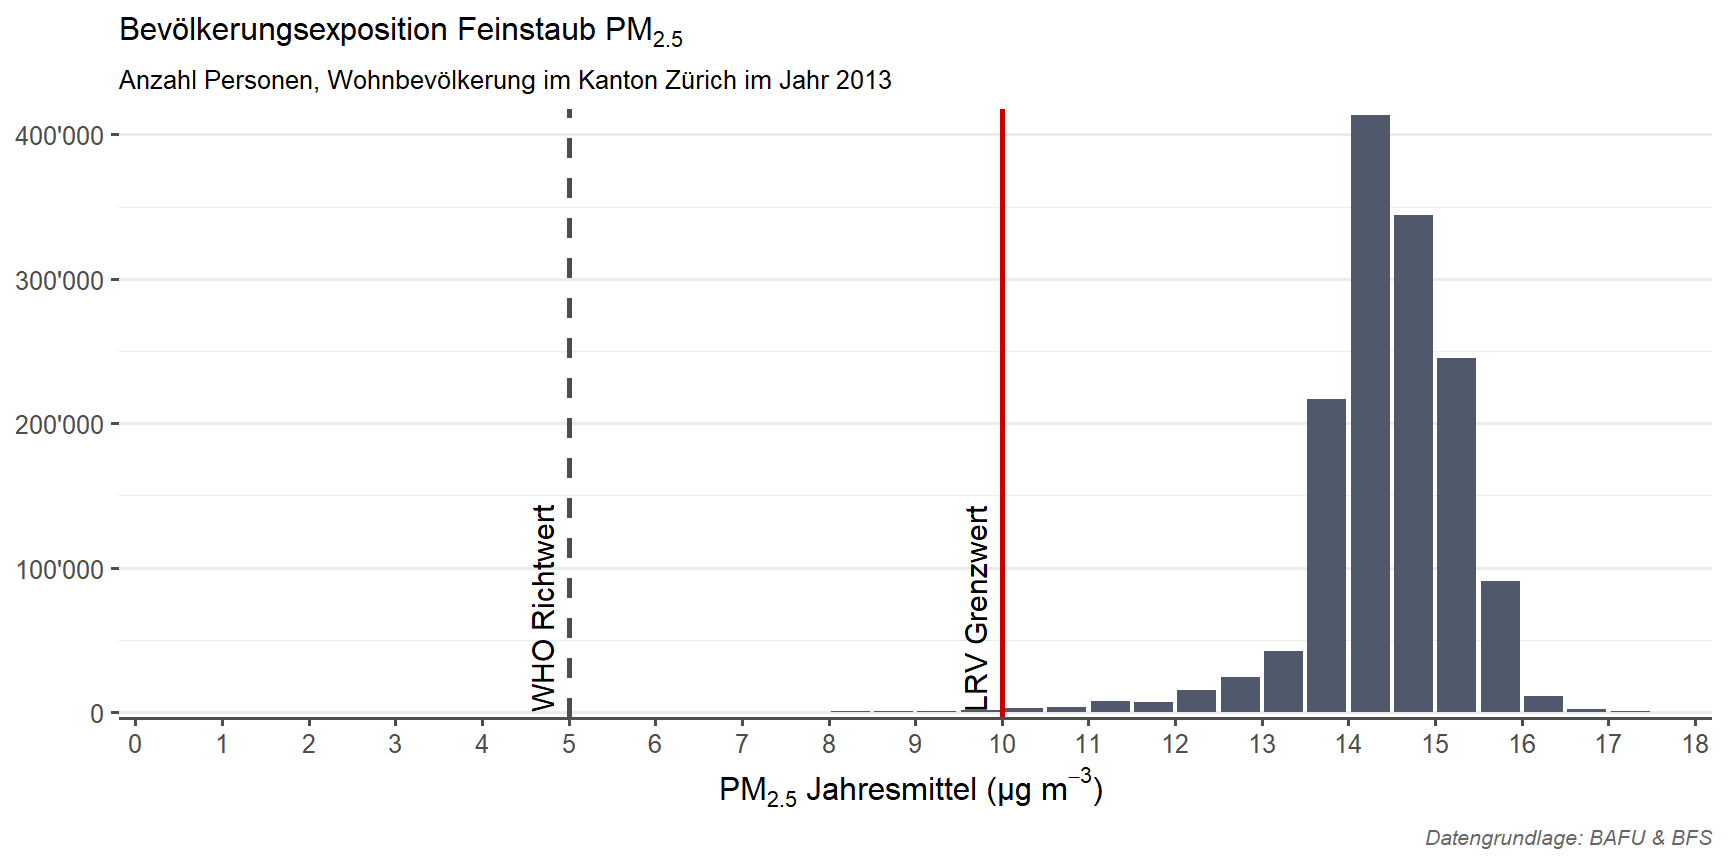 Bevölkerungsexposition Feinstaub PM2.5
Anzahl Personen, Wohnbevölkerung im Kanton Zürich im Jahr 2013
400'000
300'000
200'000
100'000
0
WHO Richtwert
LRV Grenzwert
0 1 2 3 4 5 6 7 8 9 10 11 12 13 14 15 16 17 18
PM2.5 Jahresmittel (µg m−3)
Datengrundlage: BAFU & BFS